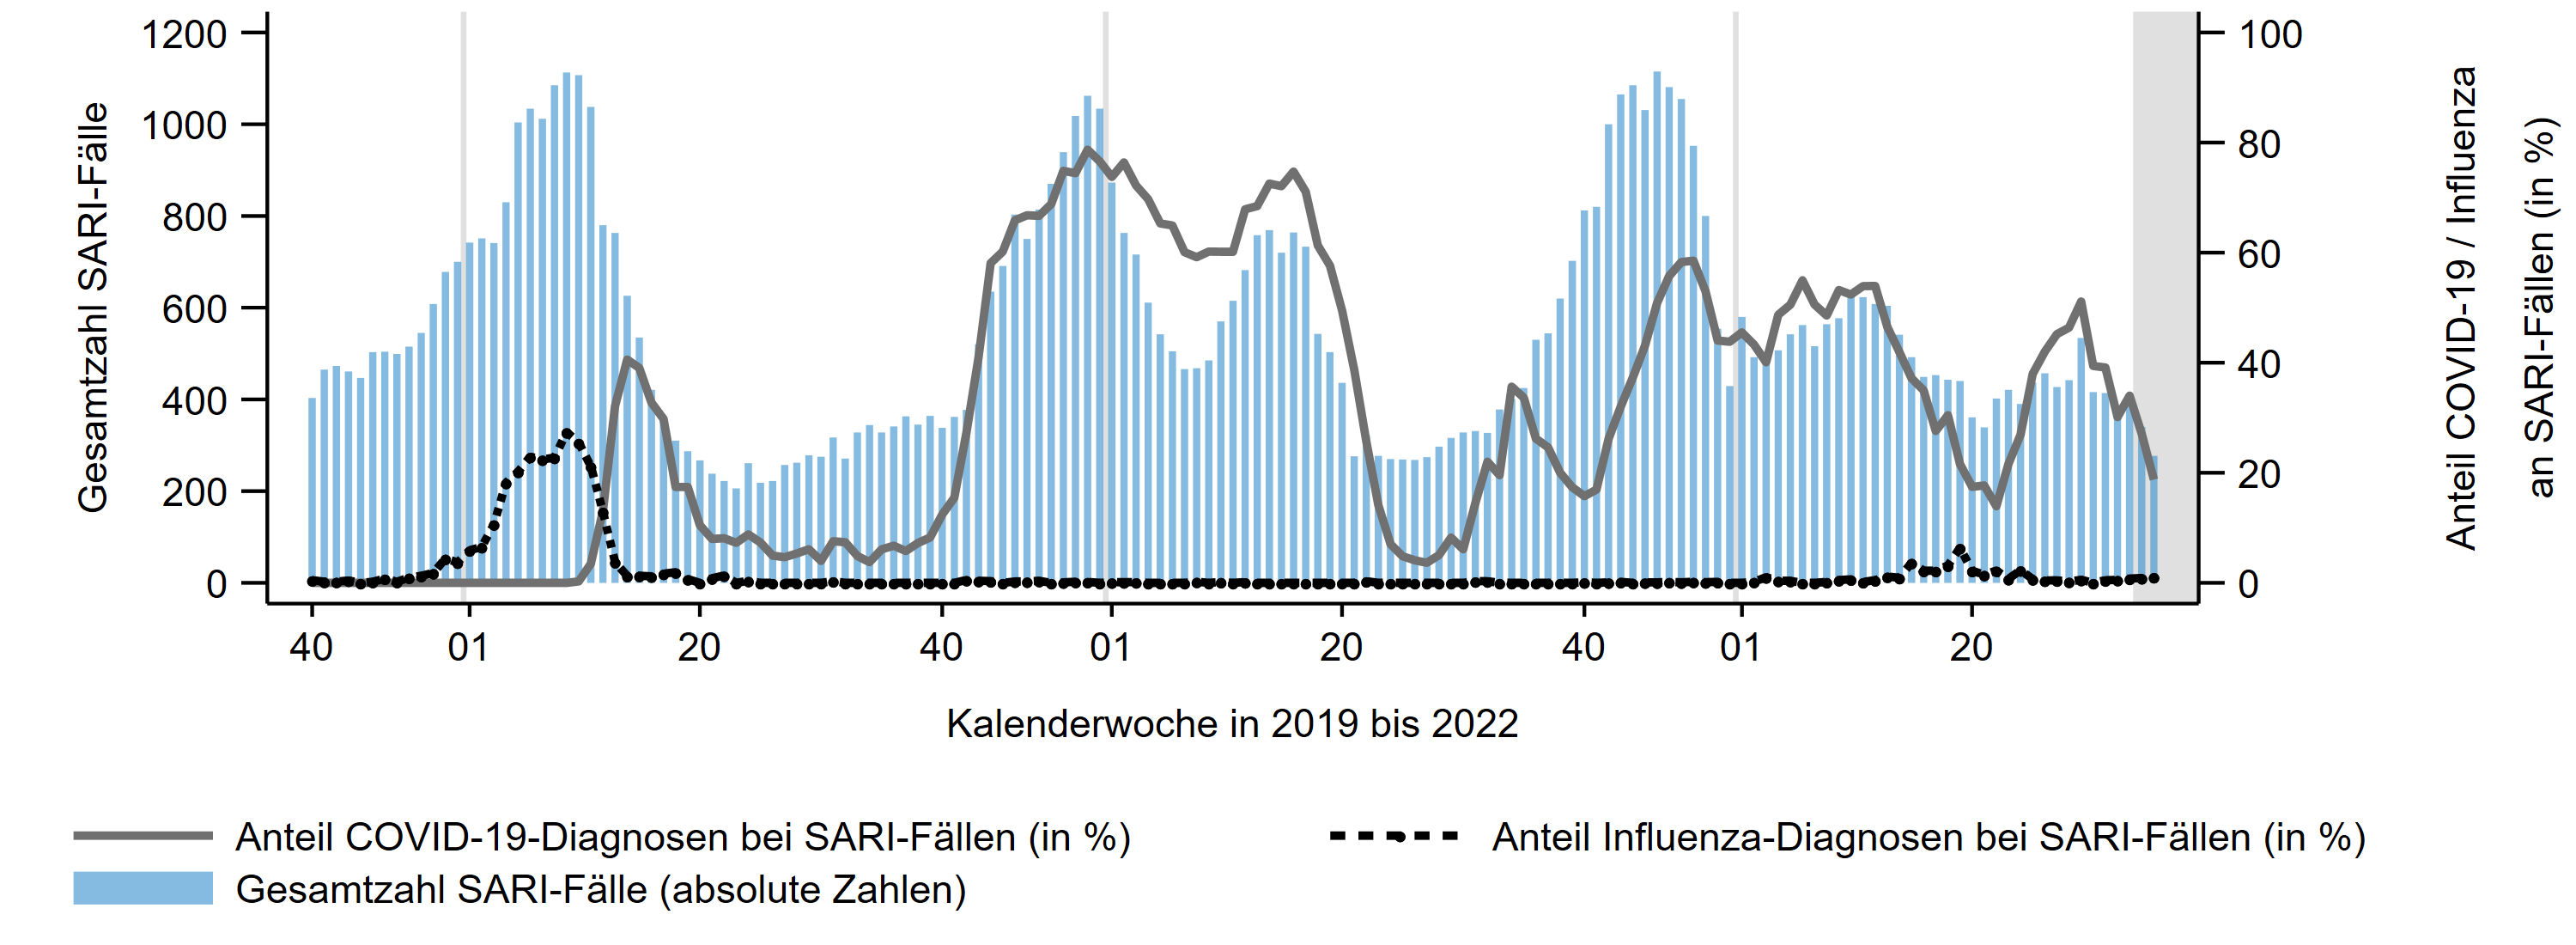 Gesamtzahl SARI-Fälle
1200
1000
800
600
400
200
0
100
80
60
40
20
0
Anteil COVID-19 / Influenza
an SARI-Fällen (in %)
40 01 20 40 01 20 40 01 20
Kalenderwoche in 2019 bis 2022
Anteil COVID-19-Diagnosen bei SARI-Fällen (in %)
Anteil Influenza-Diagnosen bei SARI-Fällen (in %)
Gesamtzahl SARI-Fälle (absolute Zahlen)